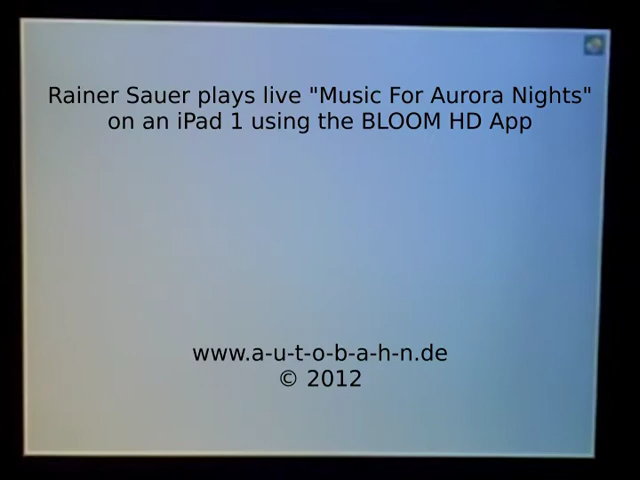 Rainer Sauer plays live "Music For Aurora Nights"
on an iPad 1 using the BLOOM HD App
www.a-u-t-o-b-a-h-n.de
© 2012